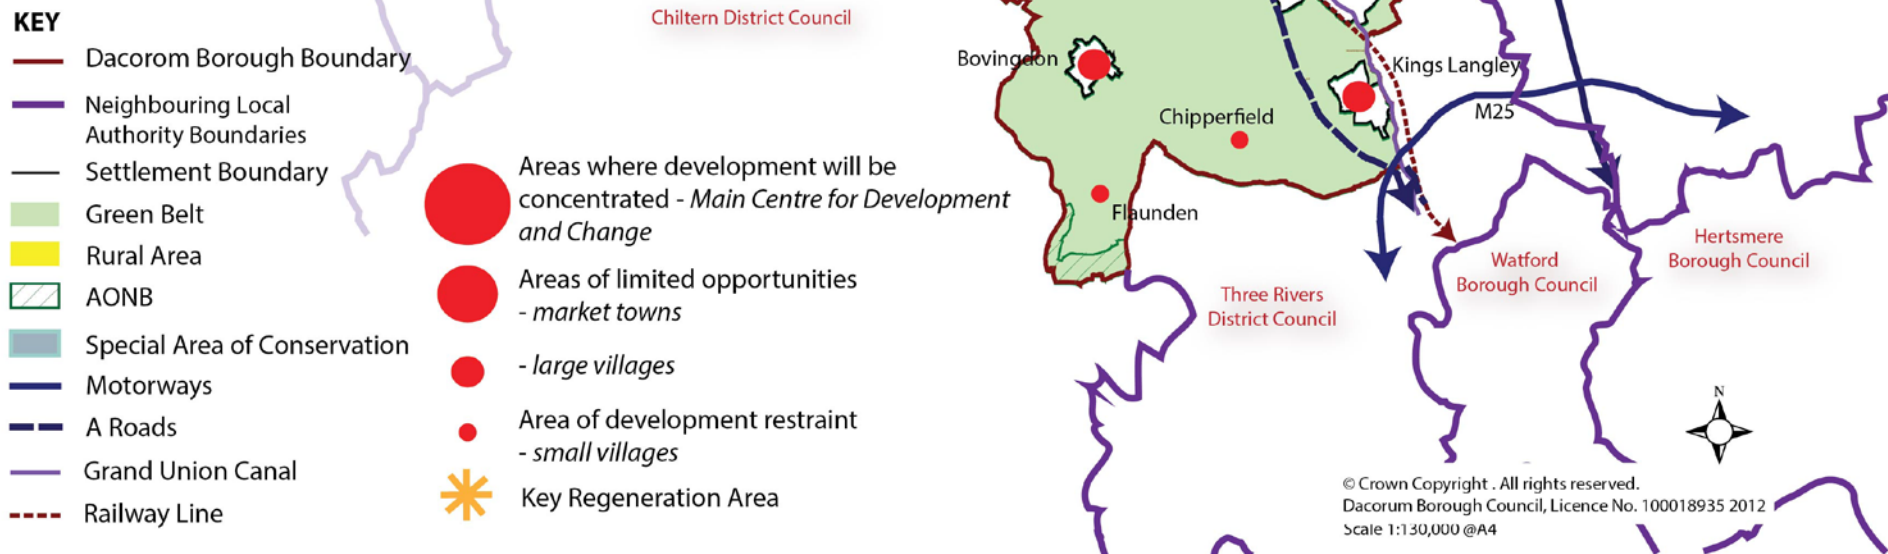 KEY
Dacorom Borough Boundary
Neighbouring Local
Authority Boundaries
Settlement Boundary
Green Belt
Rural Area
AONB
Special Area of Conservation
Motorways
A Roads
Grand Union Canal
Railway Line
Areas where development will be
concentrated - Main Centre for Development
and Change
Areas of limited opportunities
- market towns
- large villages
Area of development restraint
- small villages
Key Regeneration Area
Chiltern District Council
Bovingdon
Kings Langley
M25
Chipperfield
Flaunden
Three Rivers
District Council
Watford
Borough Council
Hertsmere
Borough Council
N
© Crown Copyright . All rights reserved.
Dacorum Borough Council, Licence No. 100018935 2012
Scale 1:130,000 @A4